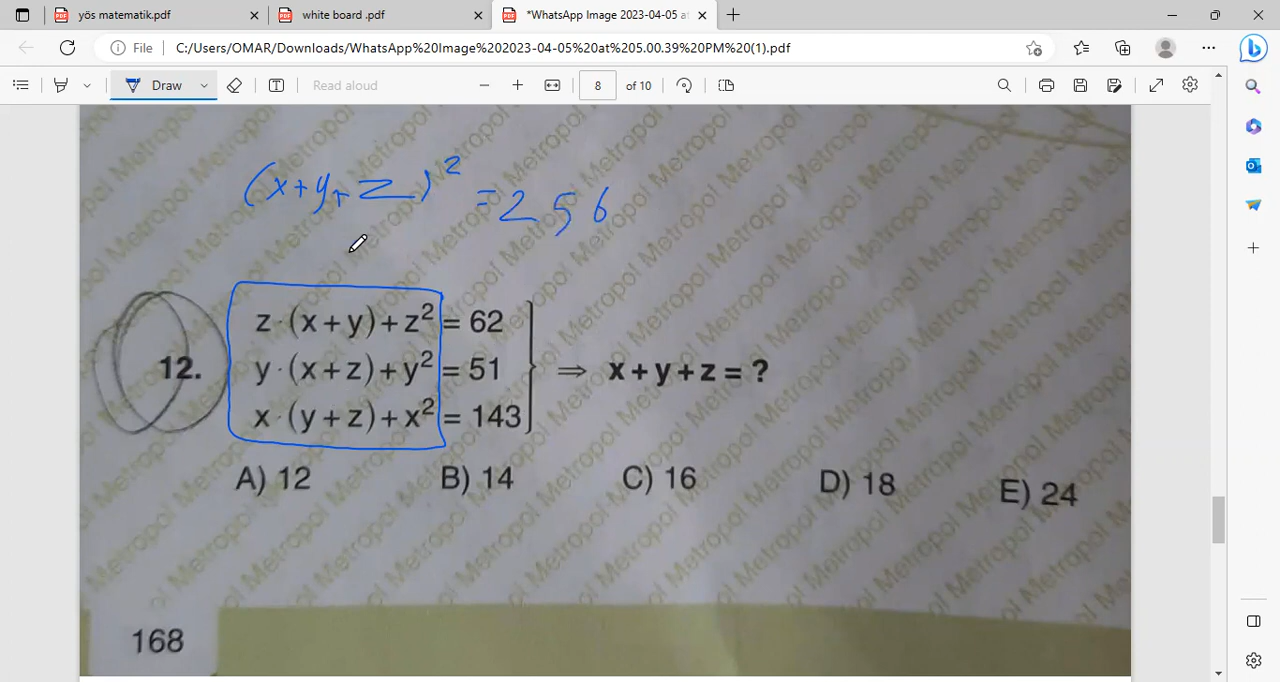 yös matematik.pdf
white board .pdf
*WhatsApp Image 2023-04-05 at
File
C:/Users/OMAR/Downloads/WhatsApp%20Image%202023-04-05%20at%205.00.39%20PM%20(1).pdf
Draw
Read aloud
8
of 10
(x+y+z)² = 256
z·(x+y)+z² = 62
12. y·(x+z)+y² = 51 ⇒ x+y+z = ?
x·(y+z)+x² = 143
A) 12 B) 14 C) 16 D) 18 E) 24
168
Metropol